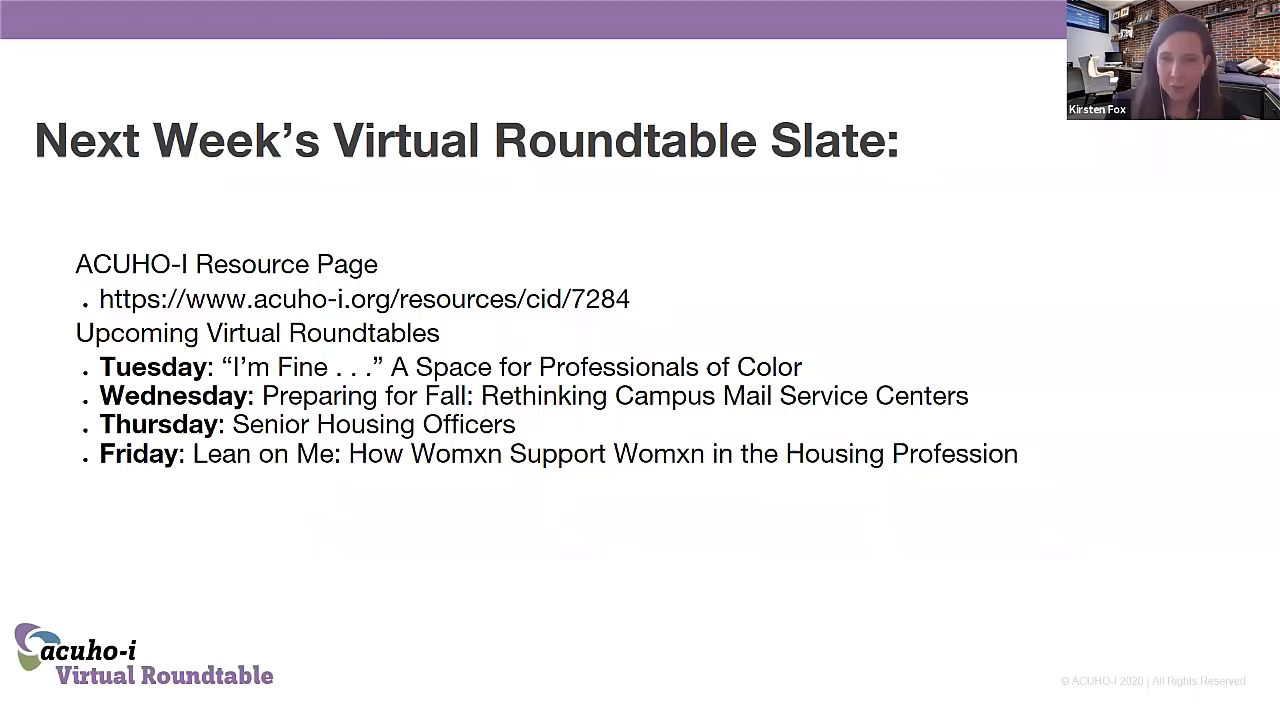 Kirsten Fox
Next Week’s Virtual Roundtable Slate:
ACUHO-I Resource Page
• https://www.acuho-i.org/resources/cid/7284
Upcoming Virtual Roundtables
• Tuesday: “I’m Fine . . .” A Space for Professionals of Color
• Wednesday: Preparing for Fall: Rethinking Campus Mail Service Centers
• Thursday: Senior Housing Officers
• Friday: Lean on Me: How Womxn Support Womxn in the Housing Profession
acuho-i
Virtual Roundtable
© ACUHO-I 2020 | All Rights Reserved